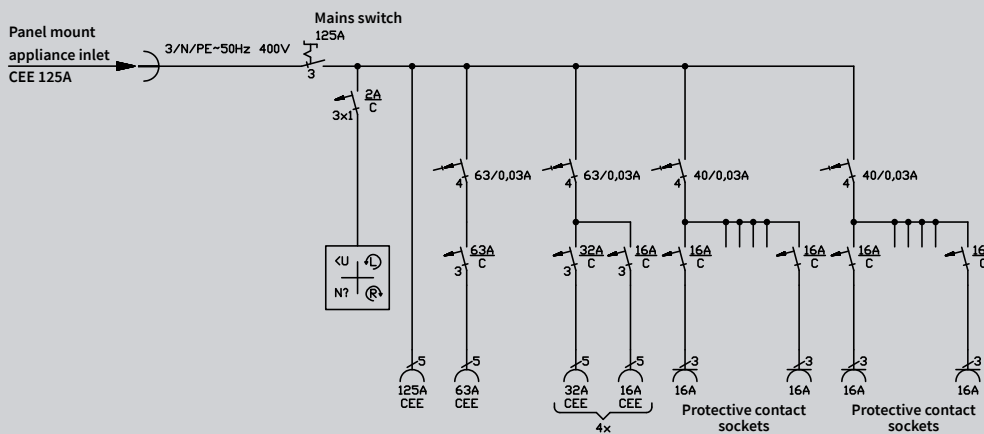 Panel mount
appliance inlet
CEE 125A
3/N/PE~50Hz 400V
Mains switch
125A
3
2A
C
3x1
<U L
N? R
4 63/0,03A
4 63/0,03A
4 40/0,03A
4 40/0,03A
63A
C
3
32A
C
3
16A
C
3
16A
C
16A
C
16A
C
16
C
5
125A
CEE
5
63A
CEE
5
32A
CEE
5
16A
CEE
4x
3
16A
3
16A
Protective contact
sockets
3
16A
3
16A
Protective contact
sockets